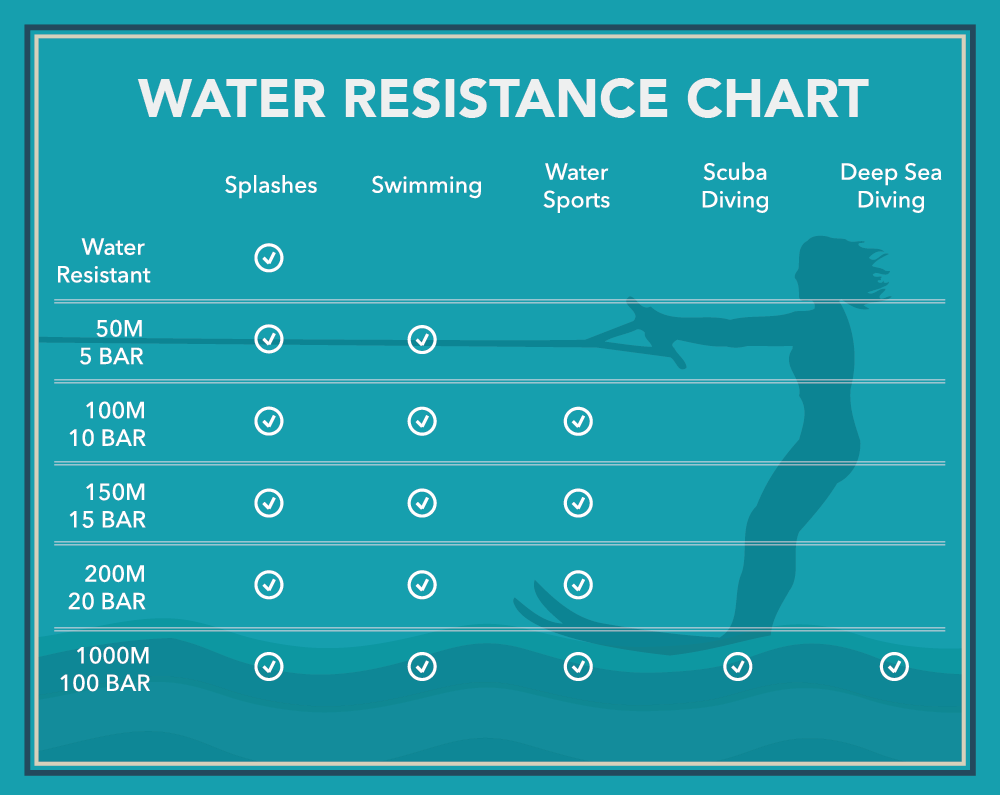 WATER RESISTANCE CHART
Splashes
Swimming
Water
Sports
Scuba
Diving
Deep Sea
Diving
Water
Resistant
50M
5 BAR
100M
10 BAR
150M
15 BAR
200M
20 BAR
1000M
100 BAR